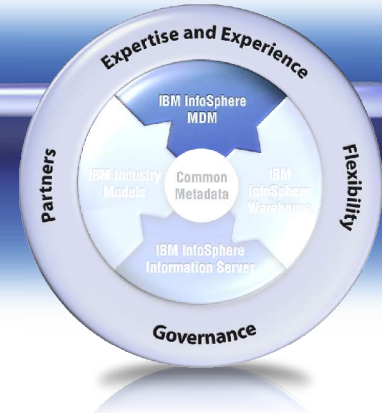 Expertise and Experience
IBM InfoSphere
MDM
Partners
IBM Industry
Models
Common
Metadata
IBM
InfoSphere
Warehouse
Flexibility
IBM InfoSphere
Information Server
Governance